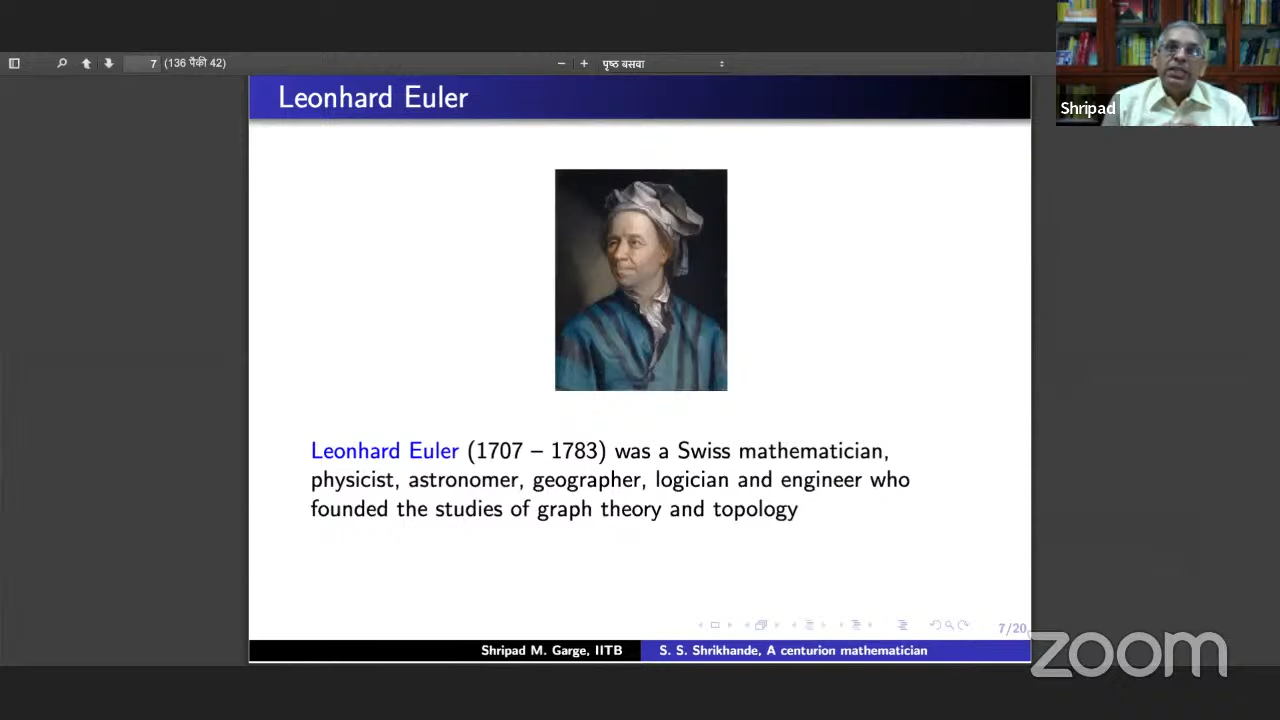 7 (136 पैकी 42)
पृष्ठ बसवा
Shripad
Leonhard Euler
Leonhard Euler (1707 – 1783) was a Swiss mathematician,
physicist, astronomer, geographer, logician and engineer who
founded the studies of graph theory and topology
7/20
Shripad M. Garge, IITB S. S. Shrikhande, A centurion mathematician
zoom